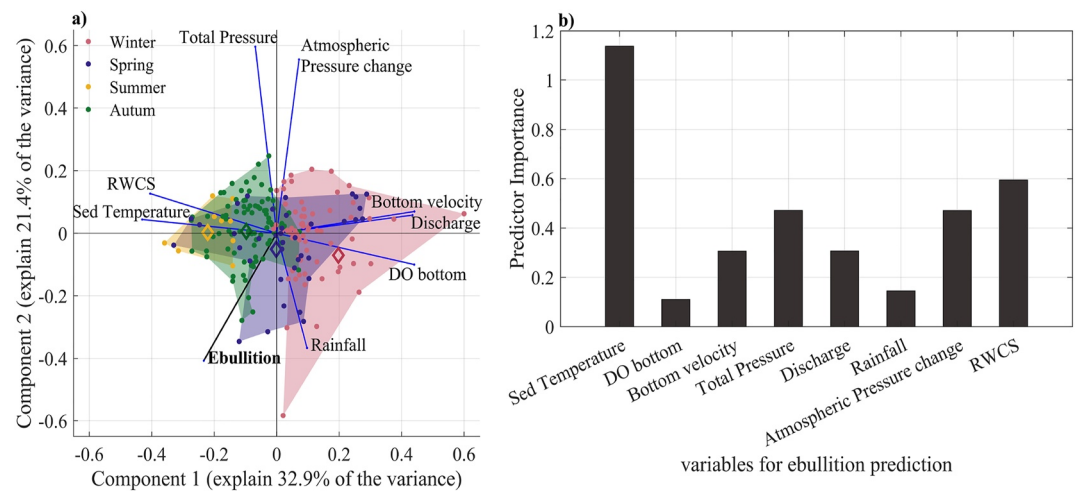 a)
Winter
Spring
Summer
Autum
Total Pressure
Atmospheric
Pressure change
RWCS
Sed Temperature
Bottom velocity
Discharge
DO bottom
Rainfall
Ebullition
0.6
0.4
0.2
0
-0.2
-0.4
-0.6
-0.6
-0.4
-0.2
0
0.2
0.4
0.6
Component 2 (explain 21.4% of the variance)
Component 1 (explain 32.9% of the variance)
b)
1.2
1
0.8
0.6
0.4
0.2
0
Predictor Importance
Sed Temperature
DO bottom
Bottom velocity
Total Pressure
Discharge
Rainfall
Atmospheric Pressure change
RWCS
variables for ebullition prediction